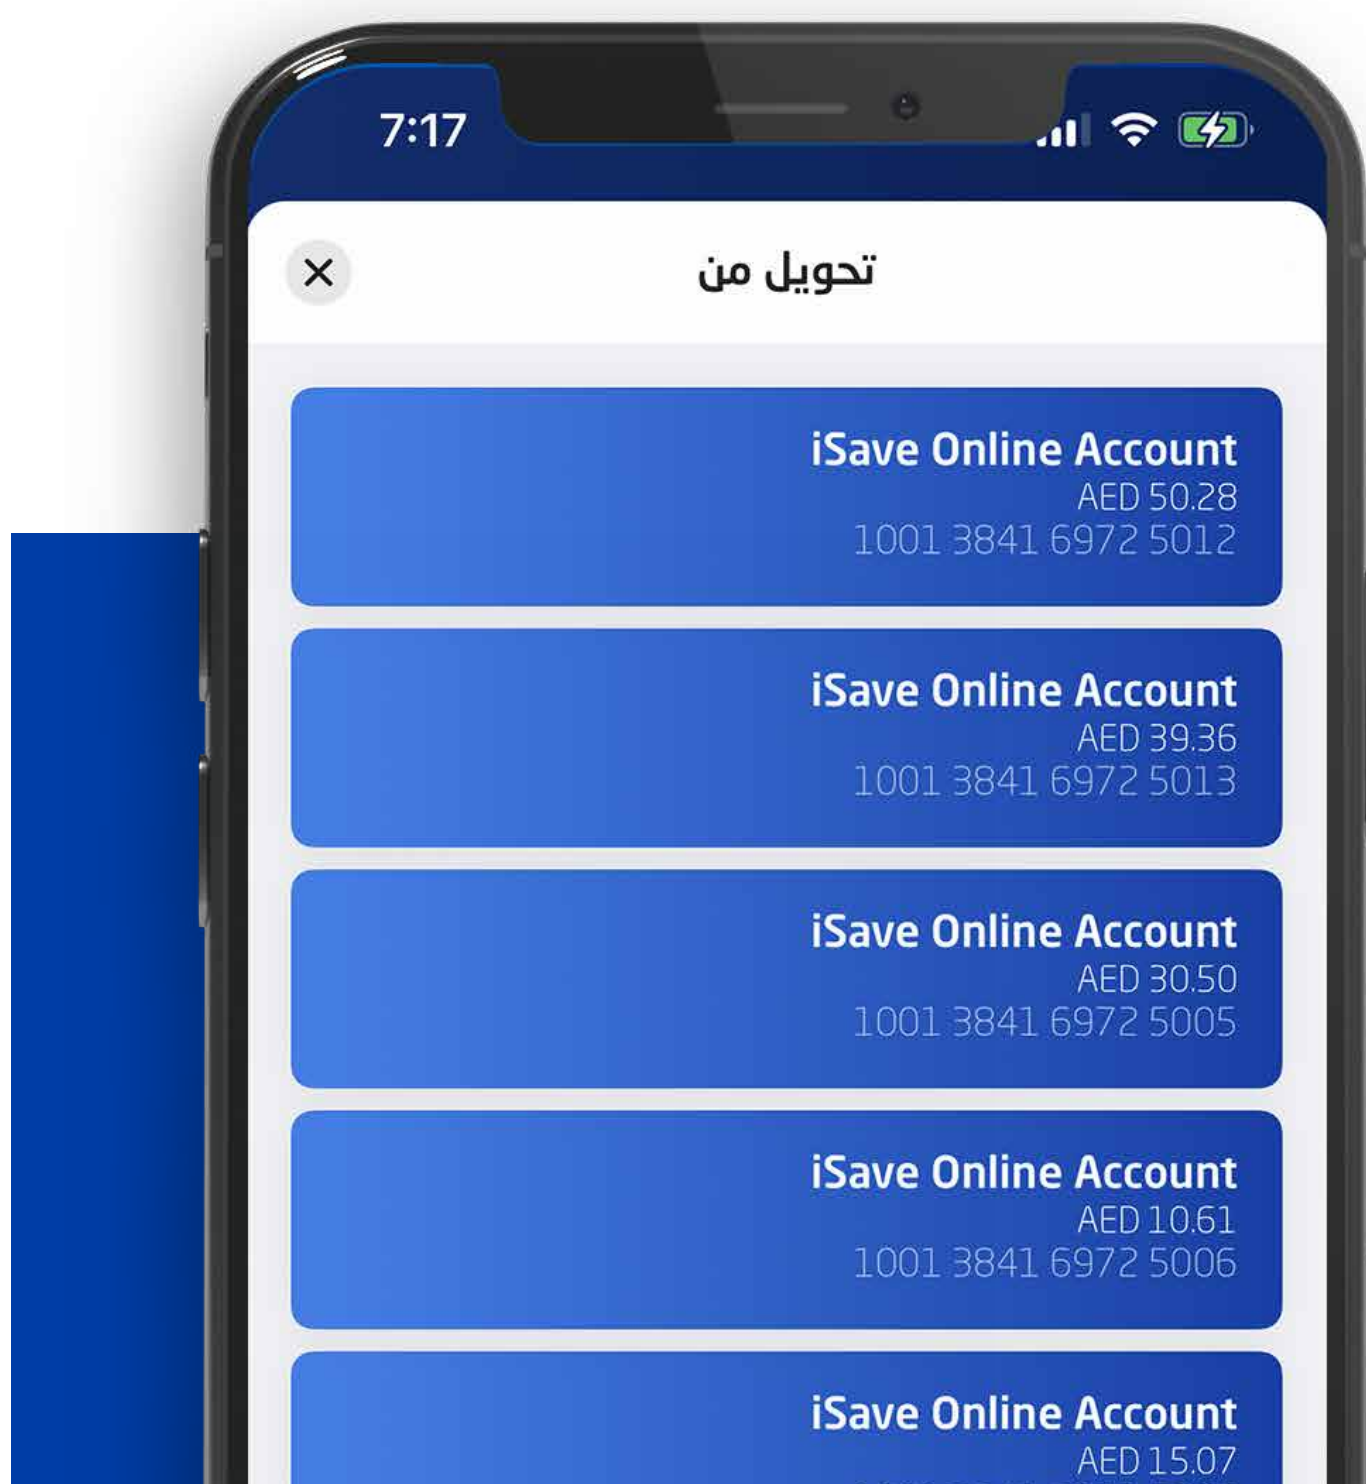 7:17
تحويل من
iSave Online Account
AED 50.28
1001 3841 6972 5012
iSave Online Account
AED 39.36
1001 3841 6972 5013
iSave Online Account
AED 30.50
1001 3841 6972 5005
iSave Online Account
AED 10.61
1001 3841 6972 5006
iSave Online Account
AED 15.07